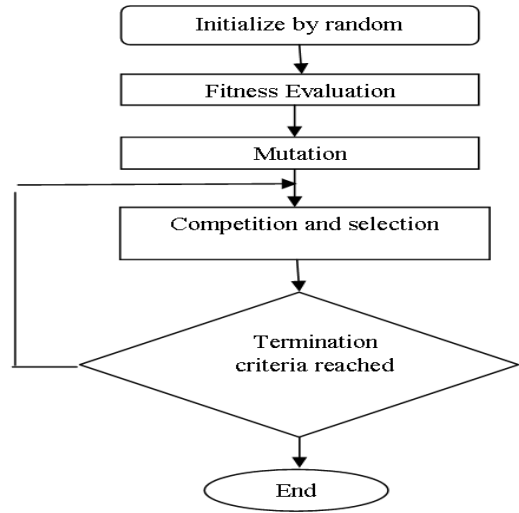 Initialize by random
Fitness Evaluation
Mutation
Competition and selection
Termination
criteria reached
End